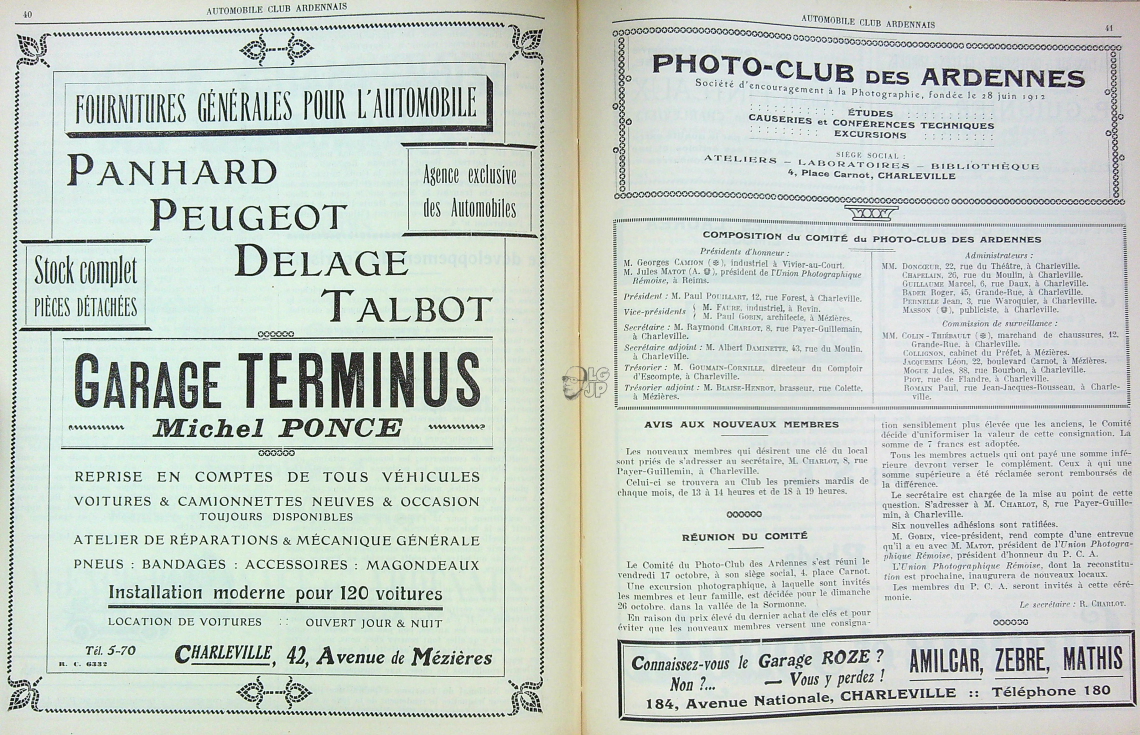 40
AUTOMOBILE CLUB ARDENNAIS
FOURNITURES GÉNÉRALES POUR L'AUTOMOBILE
PANHARD
Agence exclusive
des Automobiles
PEUGEOT
DELAGE
Stock complet
PIÈCES DÉTACHÉES
TALBOT
GARAGE TERMINUS
Michel PONCE
REPRISE EN COMPTES DE TOUS VÉHICULES
VOITURES & CAMIONNETTES NEUVES & OCCASION
TOUJOURS DISPONIBLES
ATELIER DE RÉPARATIONS & MÉCANIQUE GÉNÉRALE
PNEUS : BANDAGES : ACCESSOIRES : MAGONDEAUX
Installation moderne pour 120 voitures
LOCATION DE VOITURES :: OUVERT JOUR & NUIT
Tél. 5-70
R. C. 6332
CHARLEVILLE, 42, Avenue de Mézières
AUTOMOBILE CLUB ARDENNAIS
41
PHOTO-CLUB DES ARDENNES
Société d'encouragement à la Photographie, fondée le 28 juin 1912
ÉTUDES
CAUSERIES et CONFÉRENCES TECHNIQUES
EXCURSIONS
SIÈGE SOCIAL :
ATELIERS – LABORATOIRES – BIBLIOTHÈQUE
4, Place Carnot, CHARLEVILLE
COMPOSITION du COMITÉ du PHOTO-CLUB DES ARDENNES
Présidents d'honneur :
M. Georges CAMION (✻), industriel à Vivier-au-Court.
M. Jules MATOT (A. ✻), président de l'Union Photographique
Rémoise, à Reims.
Président : M. Paul POUILLART, 12, rue Forest, à Charleville.
Vice-présidents { M. FAURE, industriel, à Revin.
M. Paul GOBIN, architecte, à Mézières.
Secrétaire : M. Raymond CHARLOT, 8, rue Payer-Guillemain,
à Charleville.
Secrétaire adjoint : M. Albert DAMINETTE, 43, rue du Moulin,
à Charleville.
Trésorier : M. GOUMAIN-CORNILLE, directeur du Comptoir
d'Escompte, à Charleville.
Trésorier adjoint : M. BLAISE-HENROT, brasseur, rue Colette,
à Mézières.
Administrateurs :
MM. DONCŒUR, 22, rue du Théâtre, à Charleville.
CHAPELAIN, 26, rue du Moulin, à Charleville.
GUILLAUME Marcel, 6, rue Daux, à Charleville.
BADER Roger, 45, Grande-Rue, à Charleville.
PERNELLE Jean, 3, rue Waroquier, à Charleville.
MASSON (✻), publiciste, à Charleville.
Commission de surveillance :
MM. COLIN-THIÉBAULT (✻), marchand de chaussures, 12,
Grande-Rue, à Charleville.
COLLIGNON, cabinet du Préfet, à Mézières.
JACQUEMIN Léon, 22, boulevard Carnot, à Mézières.
MOGUE Jules, 88, rue Bourbon, à Charleville.
PIOT, rue de Flandre, à Charleville.
ROMAIN Paul, rue Jean-Jacques-Rousseau, à Charle-
ville.
AVIS AUX NOUVEAUX MEMBRES
Les nouveaux membres qui désirent une clé du local
sont priés de s'adresser au secrétaire, M. CHARLOT, 8, rue
Payer-Guillemin, à Charleville.
Celui-ci se trouvera au Club les premiers mardis de
chaque mois, de 13 à 14 heures et de 18 à 19 heures.
RÉUNION DU COMITÉ
Le Comité du Photo-Club des Ardennes s'est réuni le
vendredi 17 octobre, à son siège social, 4, place Carnot.
Une excursion photographique, à laquelle sont invités
les membres et leur famille, est décidée pour le dimanche
26 octobre, dans la vallée de la Sormonne.
En raison du prix élevé du dernier achat de clés et pour
éviter que les nouveaux membres versent une consigna-
tion sensiblement plus élevée que les anciens, le Comité
décide d'uniformiser la valeur de cette consignation. La
somme de 7 francs est adoptée.
Tous les membres actuels qui ont payé une somme infé-
rieure devront verser le complément. Ceux à qui une
somme supérieure a été réclamée seront remboursés de
la différence.
Le secrétaire est chargée de la mise au point de cette
question. S'adresser à M. CHARLOT, 8, rue Payer-Guille-
min, à Charleville.
Six nouvelles adhésions sont ratifiées.
M. GOBIN, vice-président, rend compte d'une entrevue
qu'il a eu avec M. MATOT, président de l'Union Photogra-
phique Rémoise, président d'honneur du P. C. A.
L'Union Photographique Rémoise, dont la reconstitu-
tion est prochaine, inaugurera de nouveaux locaux.
Les membres du P. C. A. seront invités à cette céré-
monie.
Le secrétaire : R. CHARLOT.
Connaissez-vous le Garage ROZE ?
Non ?... — Vous y perdez !
AMILCAR, ZEBRE, MATHIS
184, Avenue Nationale, CHARLEVILLE :: Téléphone 180
LG
JP